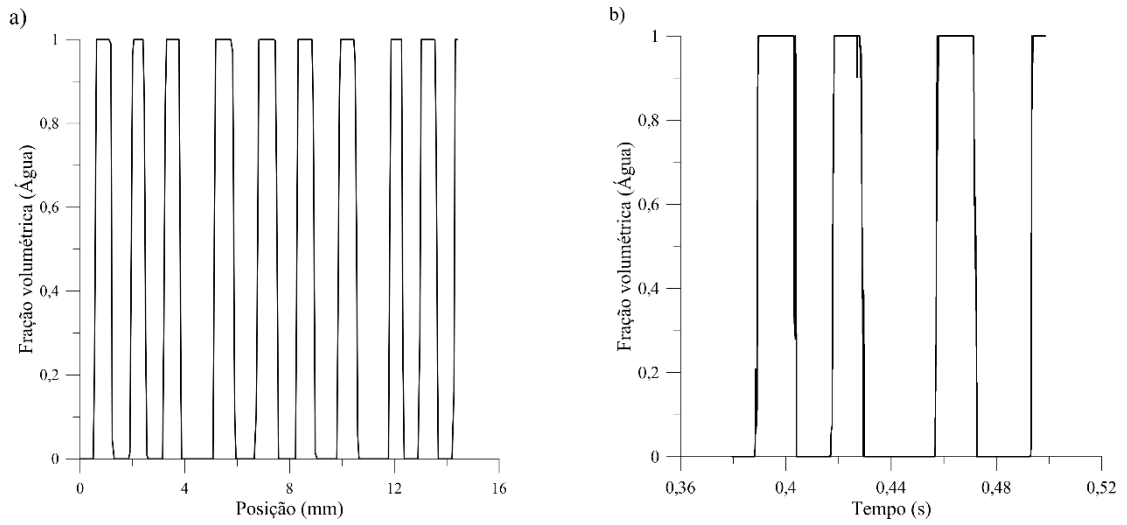 a)
Fração volumétrica (Água)
1
0,8
0,6
0,4
0,2
0
0 4 8 12 16
Posição (mm)
b)
Fração volumétrica (Água)
1
0,8
0,6
0,4
0,2
0
0,36 0,4 0,44 0,48 0,52
Tempo (s)